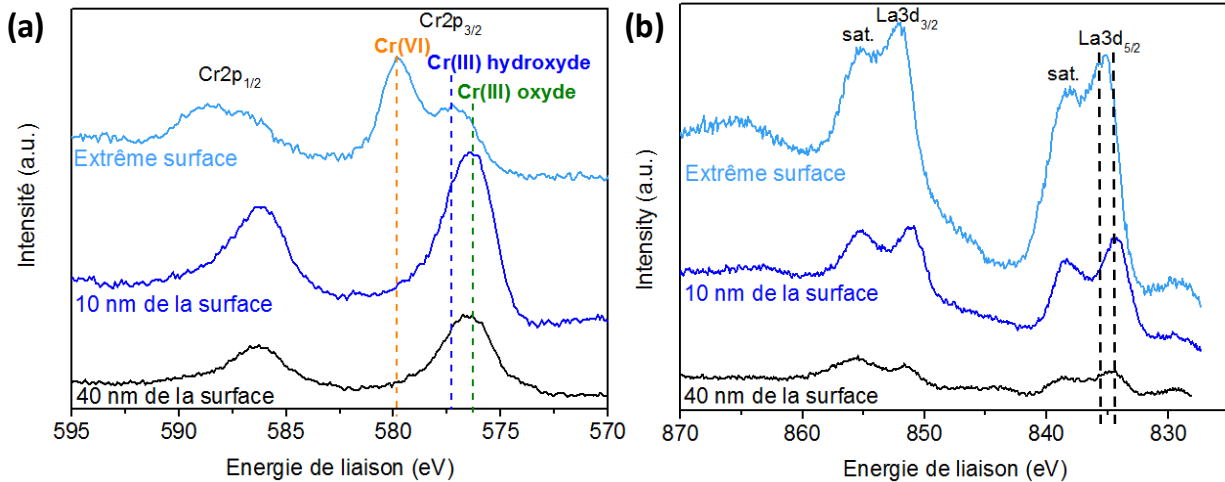 (a)
Cr2p3/2
Cr(VI)
Cr(III) hydroxyde
Cr(III) oxyde
Cr2p1/2
Extrême surface
10 nm de la surface
40 nm de la surface
Intensité (a.u.)
595 590 585 580 575 570
Energie de liaison (eV)
(b)
La3d3/2
sat.
La3d5/2
sat.
Extrême surface
10 nm de la surface
40 nm de la surface
Intensity (a.u.)
870 860 850 840 830
Energie de liaison (eV)